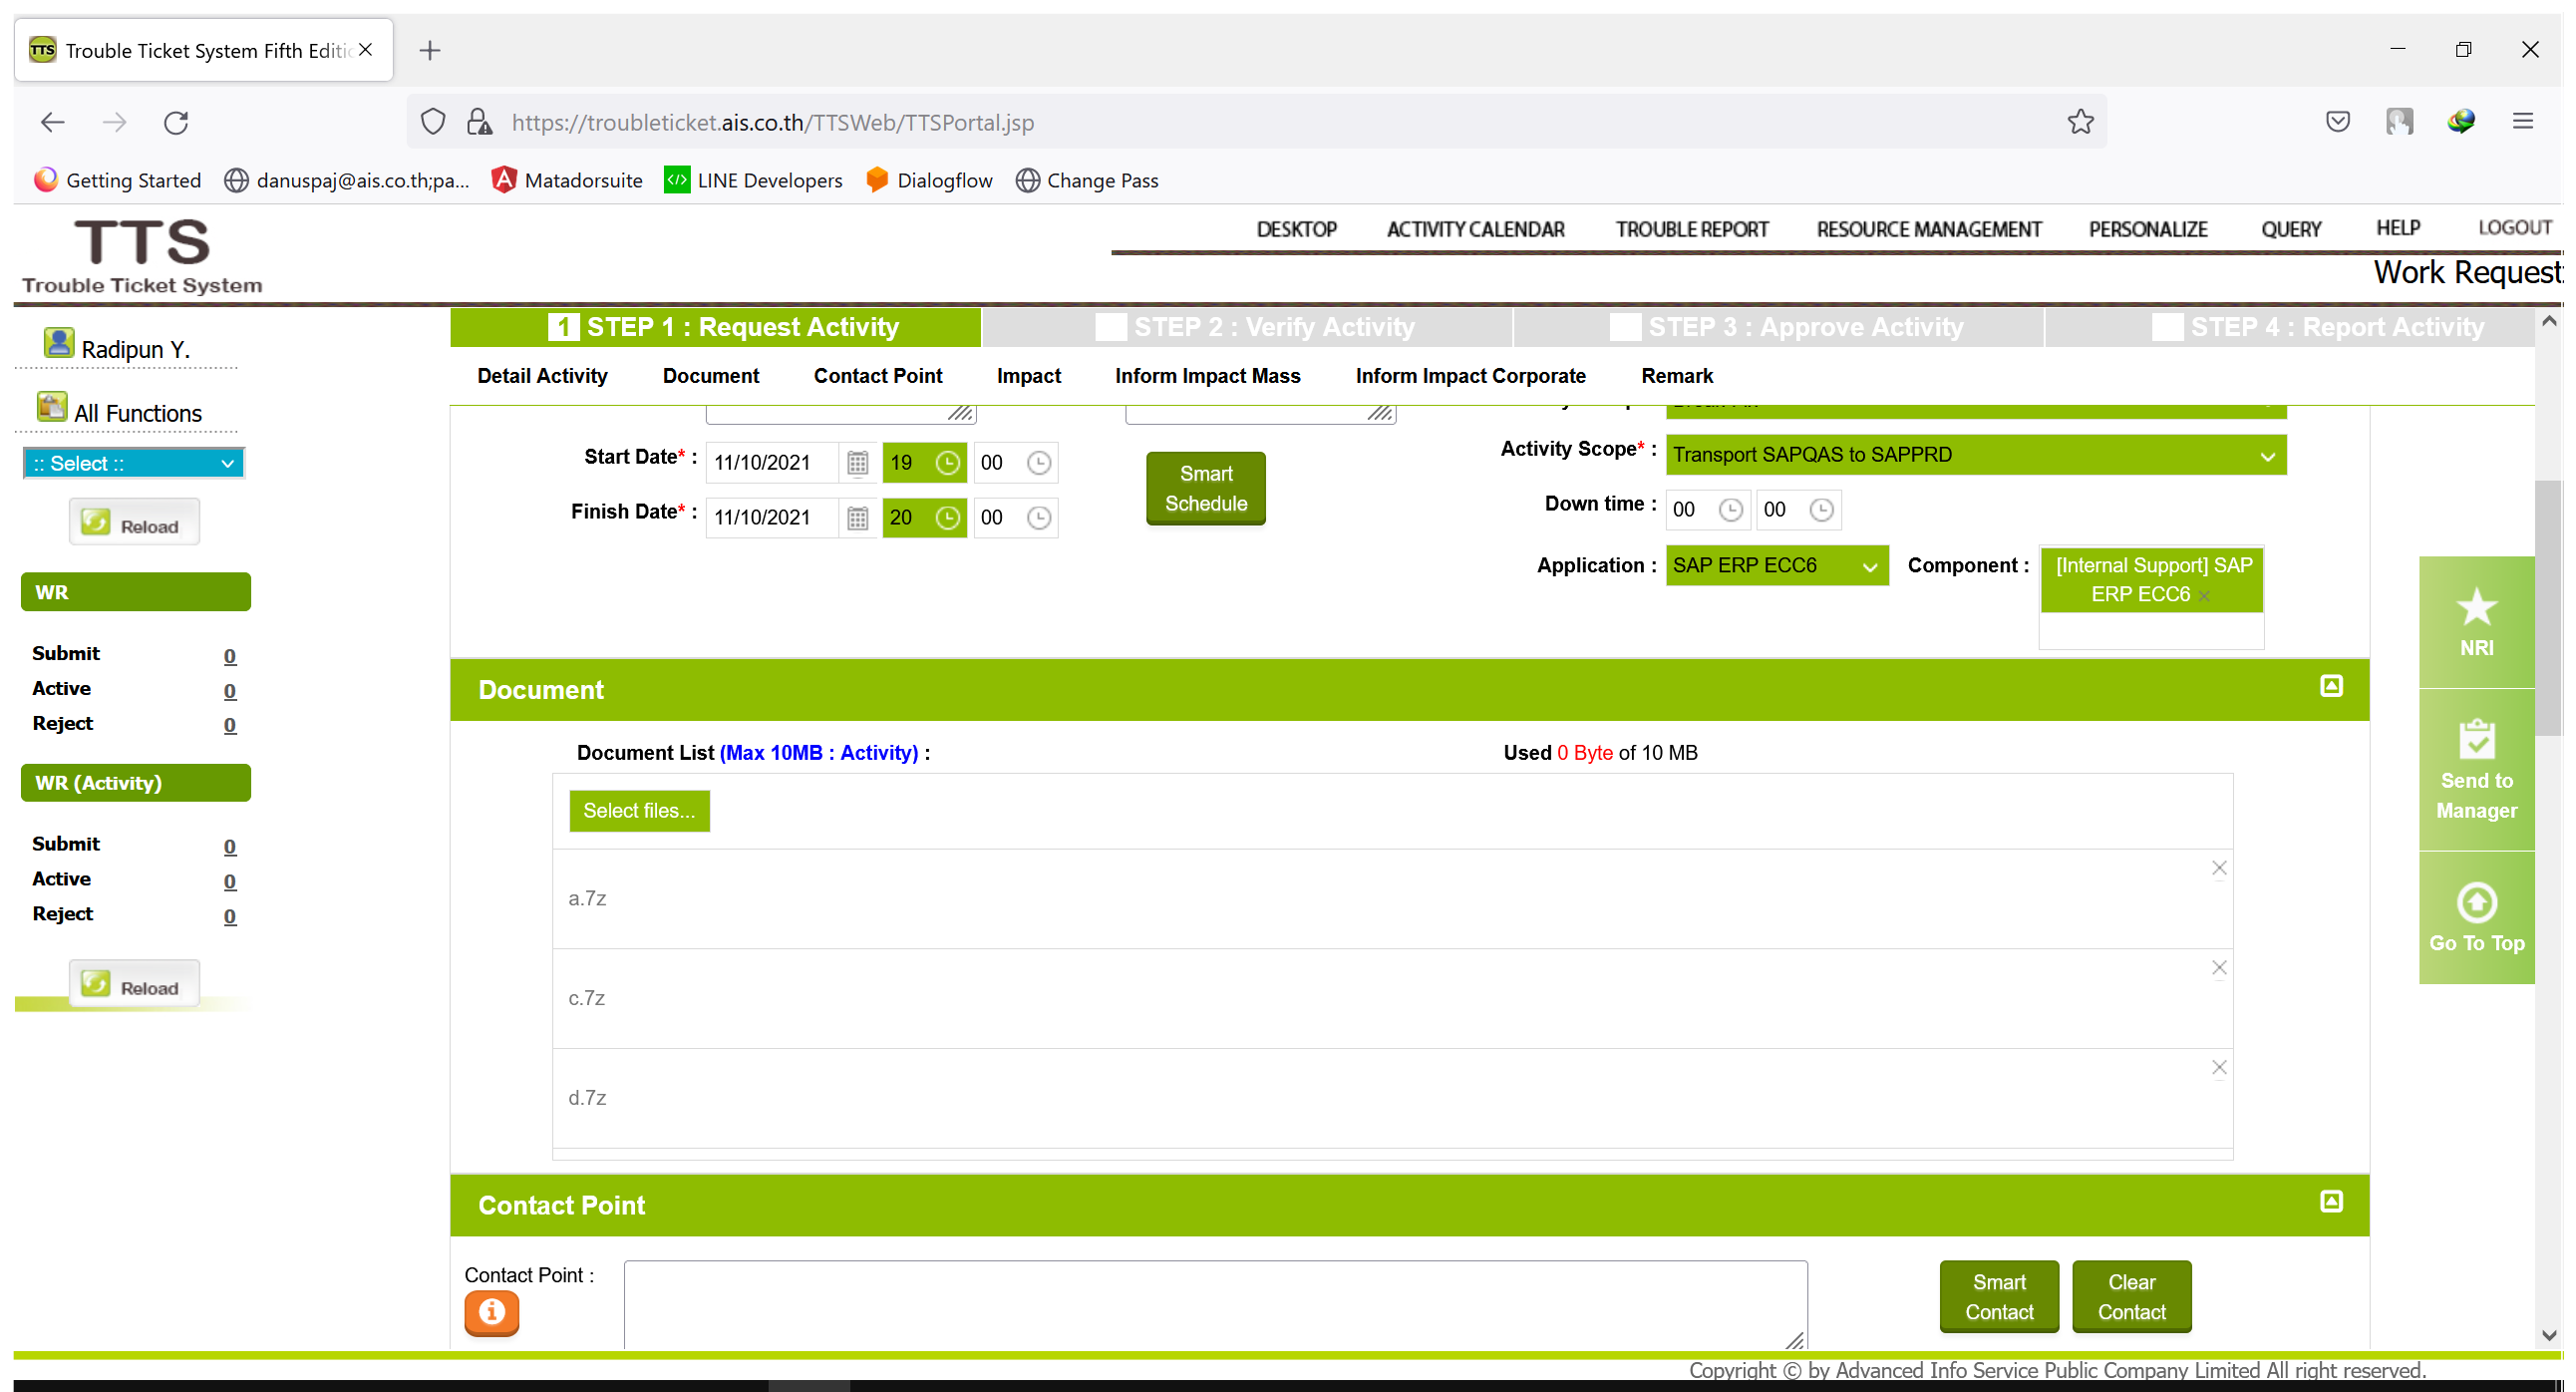 TTS Trouble Ticket System Fifth Editio
https://troubleticket.ais.co.th/TTSWeb/TTSPortal.jsp
Getting Started danuspaj@ais.co.th;pa... Matadorsuite LINE Developers Dialogflow Change Pass
TTS
Trouble Ticket System
DESKTOP ACTIVITY CALENDAR TROUBLE REPORT RESOURCE MANAGEMENT PERSONALIZE QUERY HELP LOGOUT
Work Request
Radipun Y.
All Functions
:: Select ::
Reload
WR
Submit 0
Active 0
Reject 0
WR (Activity)
Submit 0
Active 0
Reject 0
Reload
1 STEP 1 : Request Activity STEP 2 : Verify Activity STEP 3 : Approve Activity STEP 4 : Report Activity
Detail Activity Document Contact Point Impact Inform Impact Mass Inform Impact Corporate Remark
Start Date* : 11/10/2021 19 00
Finish Date* : 11/10/2021 20 00
Smart
Schedule
Activity Scope* : Transport SAPQAS to SAPPRD
Down time : 00 00
Application : SAP ERP ECC6 Component : [Internal Support] SAP
ERP ECC6 ×
Document
Document List (Max 10MB : Activity) : Used 0 Byte of 10 MB
Select files...
a.7z
c.7z
d.7z
Contact Point
Contact Point :
Smart
Contact
Clear
Contact
NRI
Send to
Manager
Go To Top
Copyright © by Advanced Info Service Public Company Limited All right reserved.